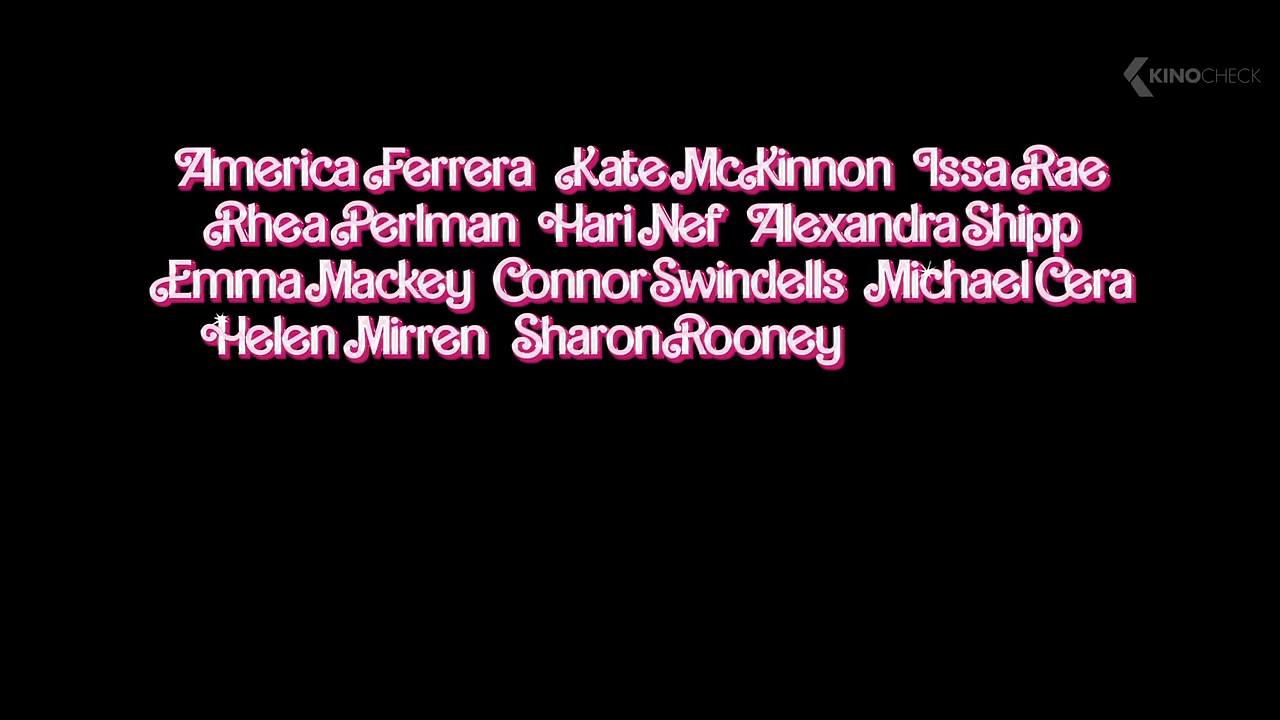 KINOCHECK
America Ferrera Kate McKinnon Issa Rae
Rhea Perlman Hari Nef Alexandra Shipp
Emma Mackey Connor Swindells Michael Cera
Helen Mirren Sharon Rooney